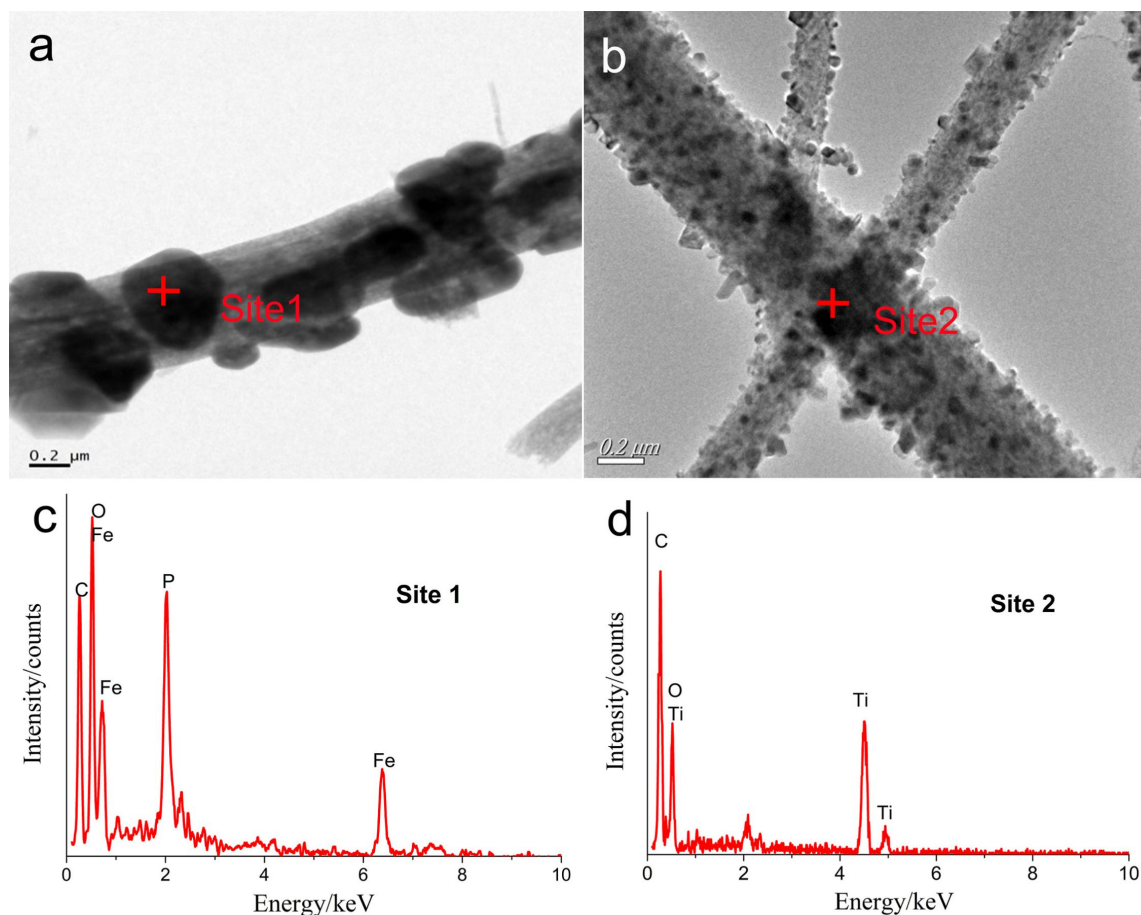 a
Site1
0.2 μm
b
Site2
0.2 μm
c
O
Fe
C
P
Fe
Fe
Site 1
Intensity/counts
0 2 4 6 8 10
Energy/keV
d
C
O
Ti
Ti
Ti
Site 2
Intensity/counts
0 2 4 6 8 10
Energy/keV